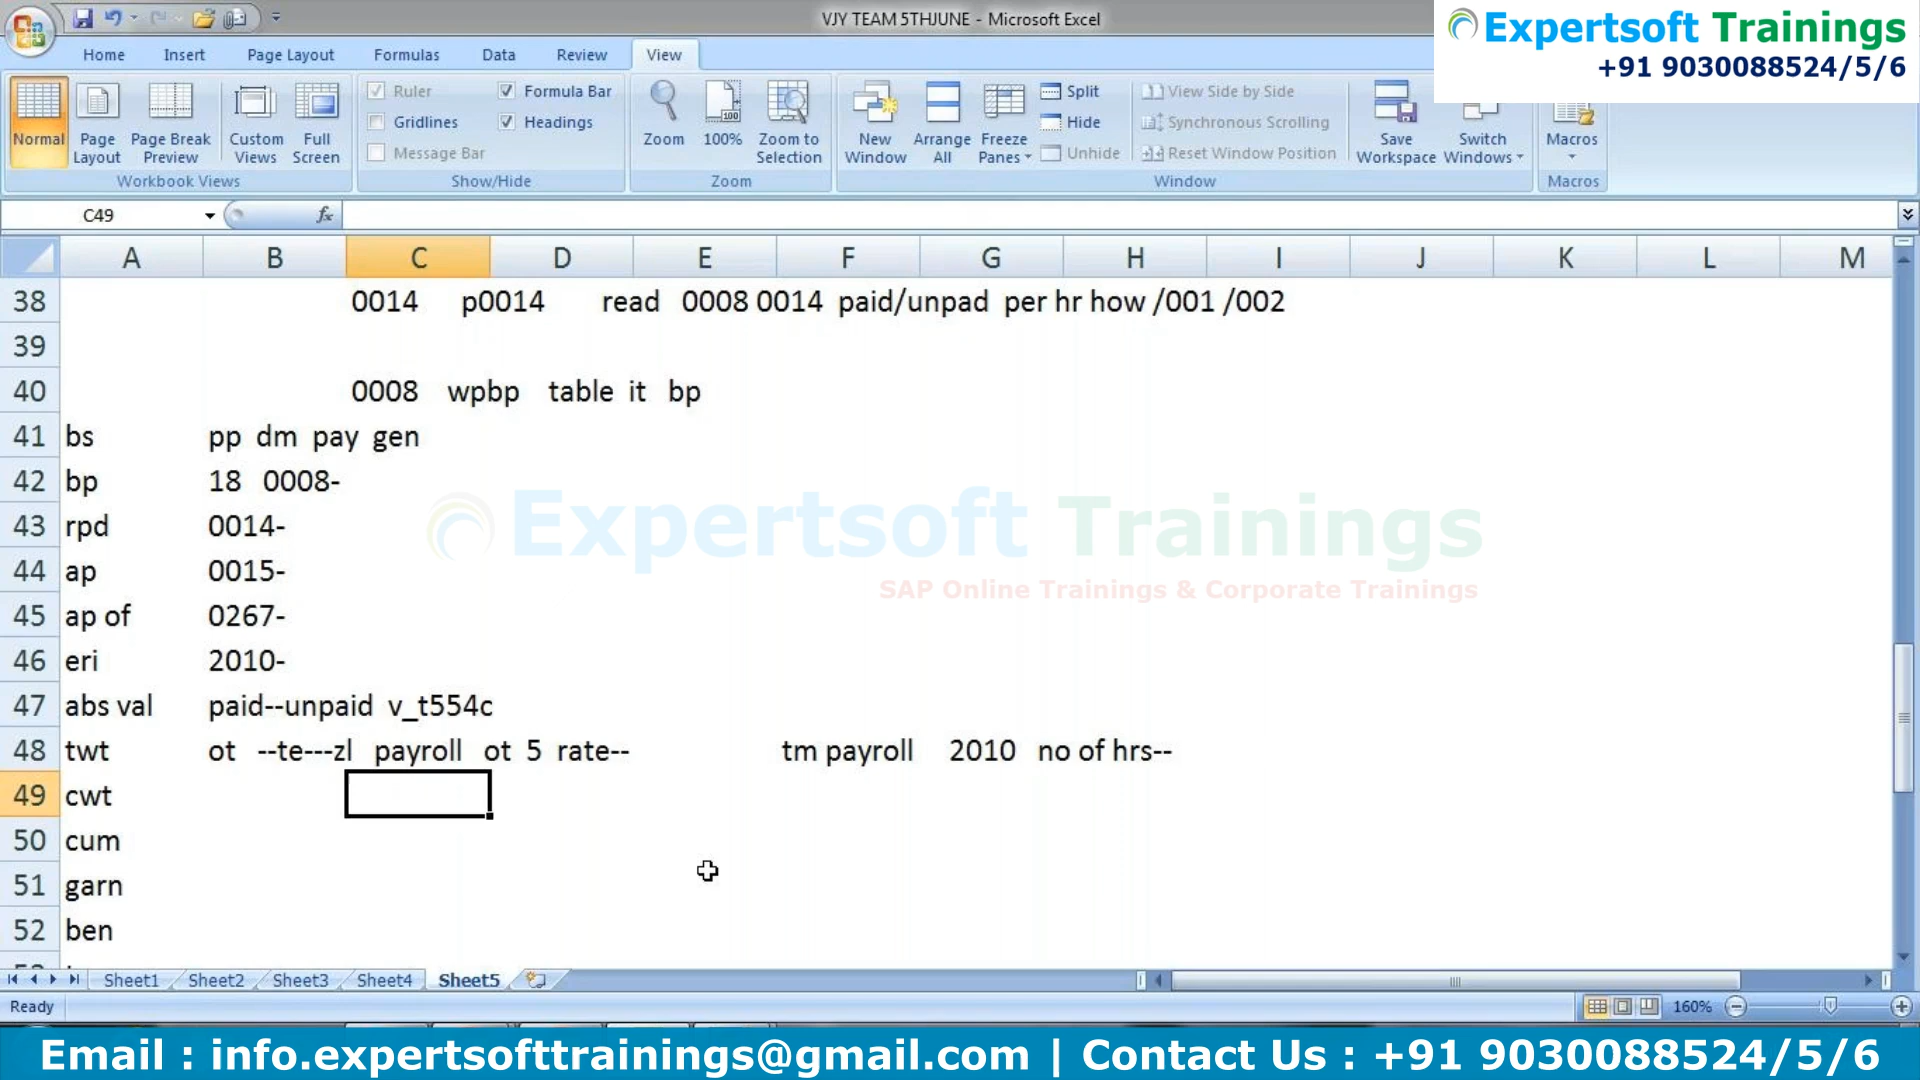 VJY TEAM 5THJUNE - Microsoft Excel
Expertsoft Trainings
+91 9030088524/5/6
Home Insert Page Layout Formulas Data Review View
Normal Page Layout Page Break Preview Custom Views Full Screen
Workbook Views
Ruler Formula Bar
Gridlines Headings
Message Bar
Show/Hide
Zoom 100% Zoom to Selection
Zoom
New Window Arrange All Freeze Panes
Split View Side by Side
Hide Synchronous Scrolling
Unhide Reset Window Position
Save Workspace Switch Windows
Window
Macros
Macros
C49 fx
A B C D E F G H I J K L M
38 0014 p0014 read 0008 0014 paid/unpad per hr how /001 /002
39
40 0008 wpbp table it bp
41 bs pp dm pay gen
42 bp 18 0008-
43 rpd 0014-
44 ap 0015-
45 ap of 0267-
46 eri 2010-
47 abs val paid--unpaid v_t554c
48 twt ot --te---zl payroll ot 5 rate-- tm payroll 2010 no of hrs--
49 cwt
50 cum
51 garn
52 ben
Expertsoft Trainings
SAP Online Trainings & Corporate Trainings
Sheet1 Sheet2 Sheet3 Sheet4 Sheet5
Ready 160%
Email : info.expertsofttrainings@gmail.com | Contact Us : +91 9030088524/5/6